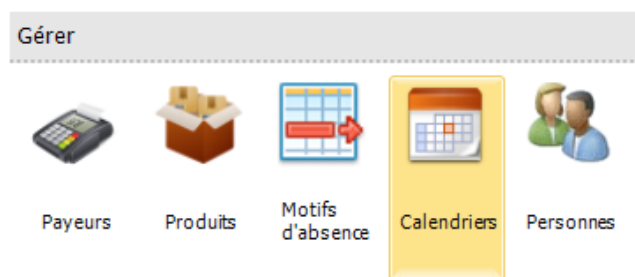 Gérer
Payeurs
Produits
Motifs
d'absence
Calendriers
Personnes